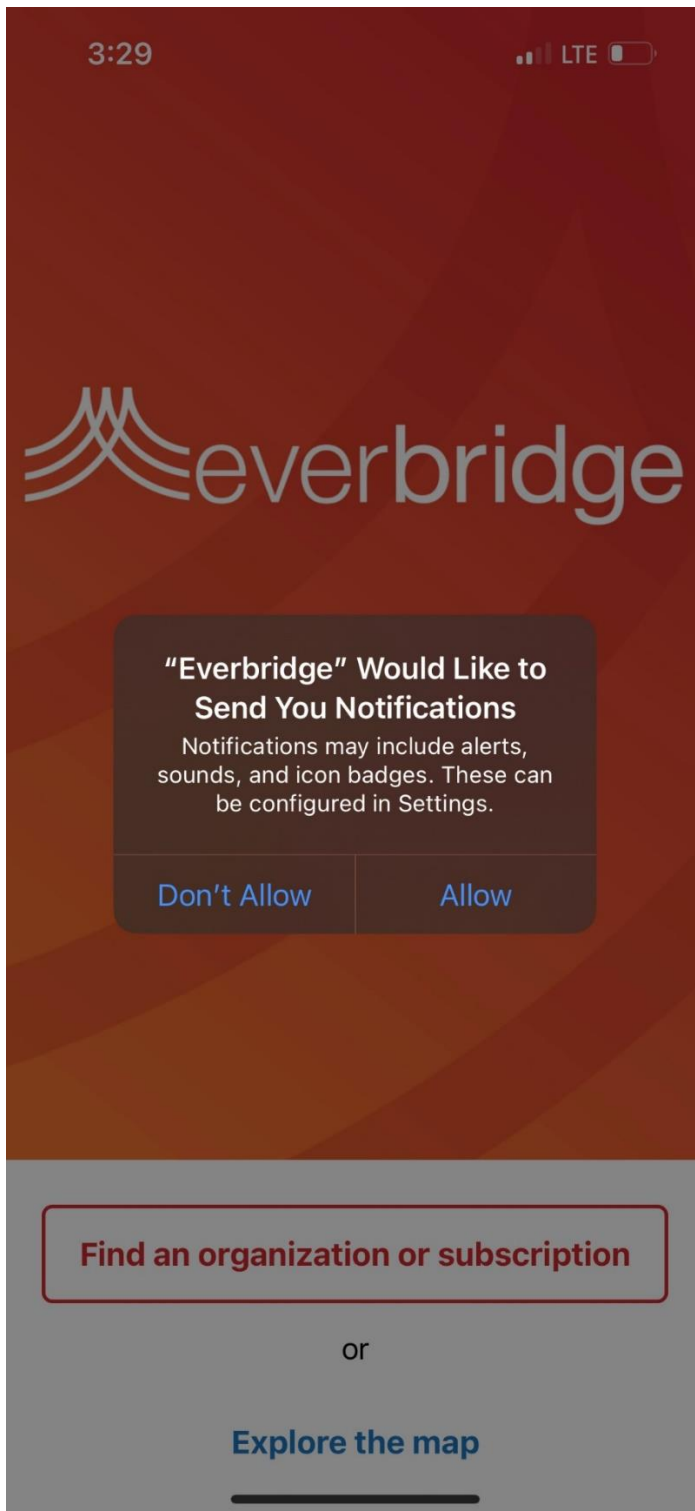 3:29
LTE
everbridge
“Everbridge” Would Like to
Send You Notifications
Notifications may include alerts,
sounds, and icon badges. These can
be configured in Settings.
Don’t Allow
Allow
Find an organization or subscription
or
Explore the map